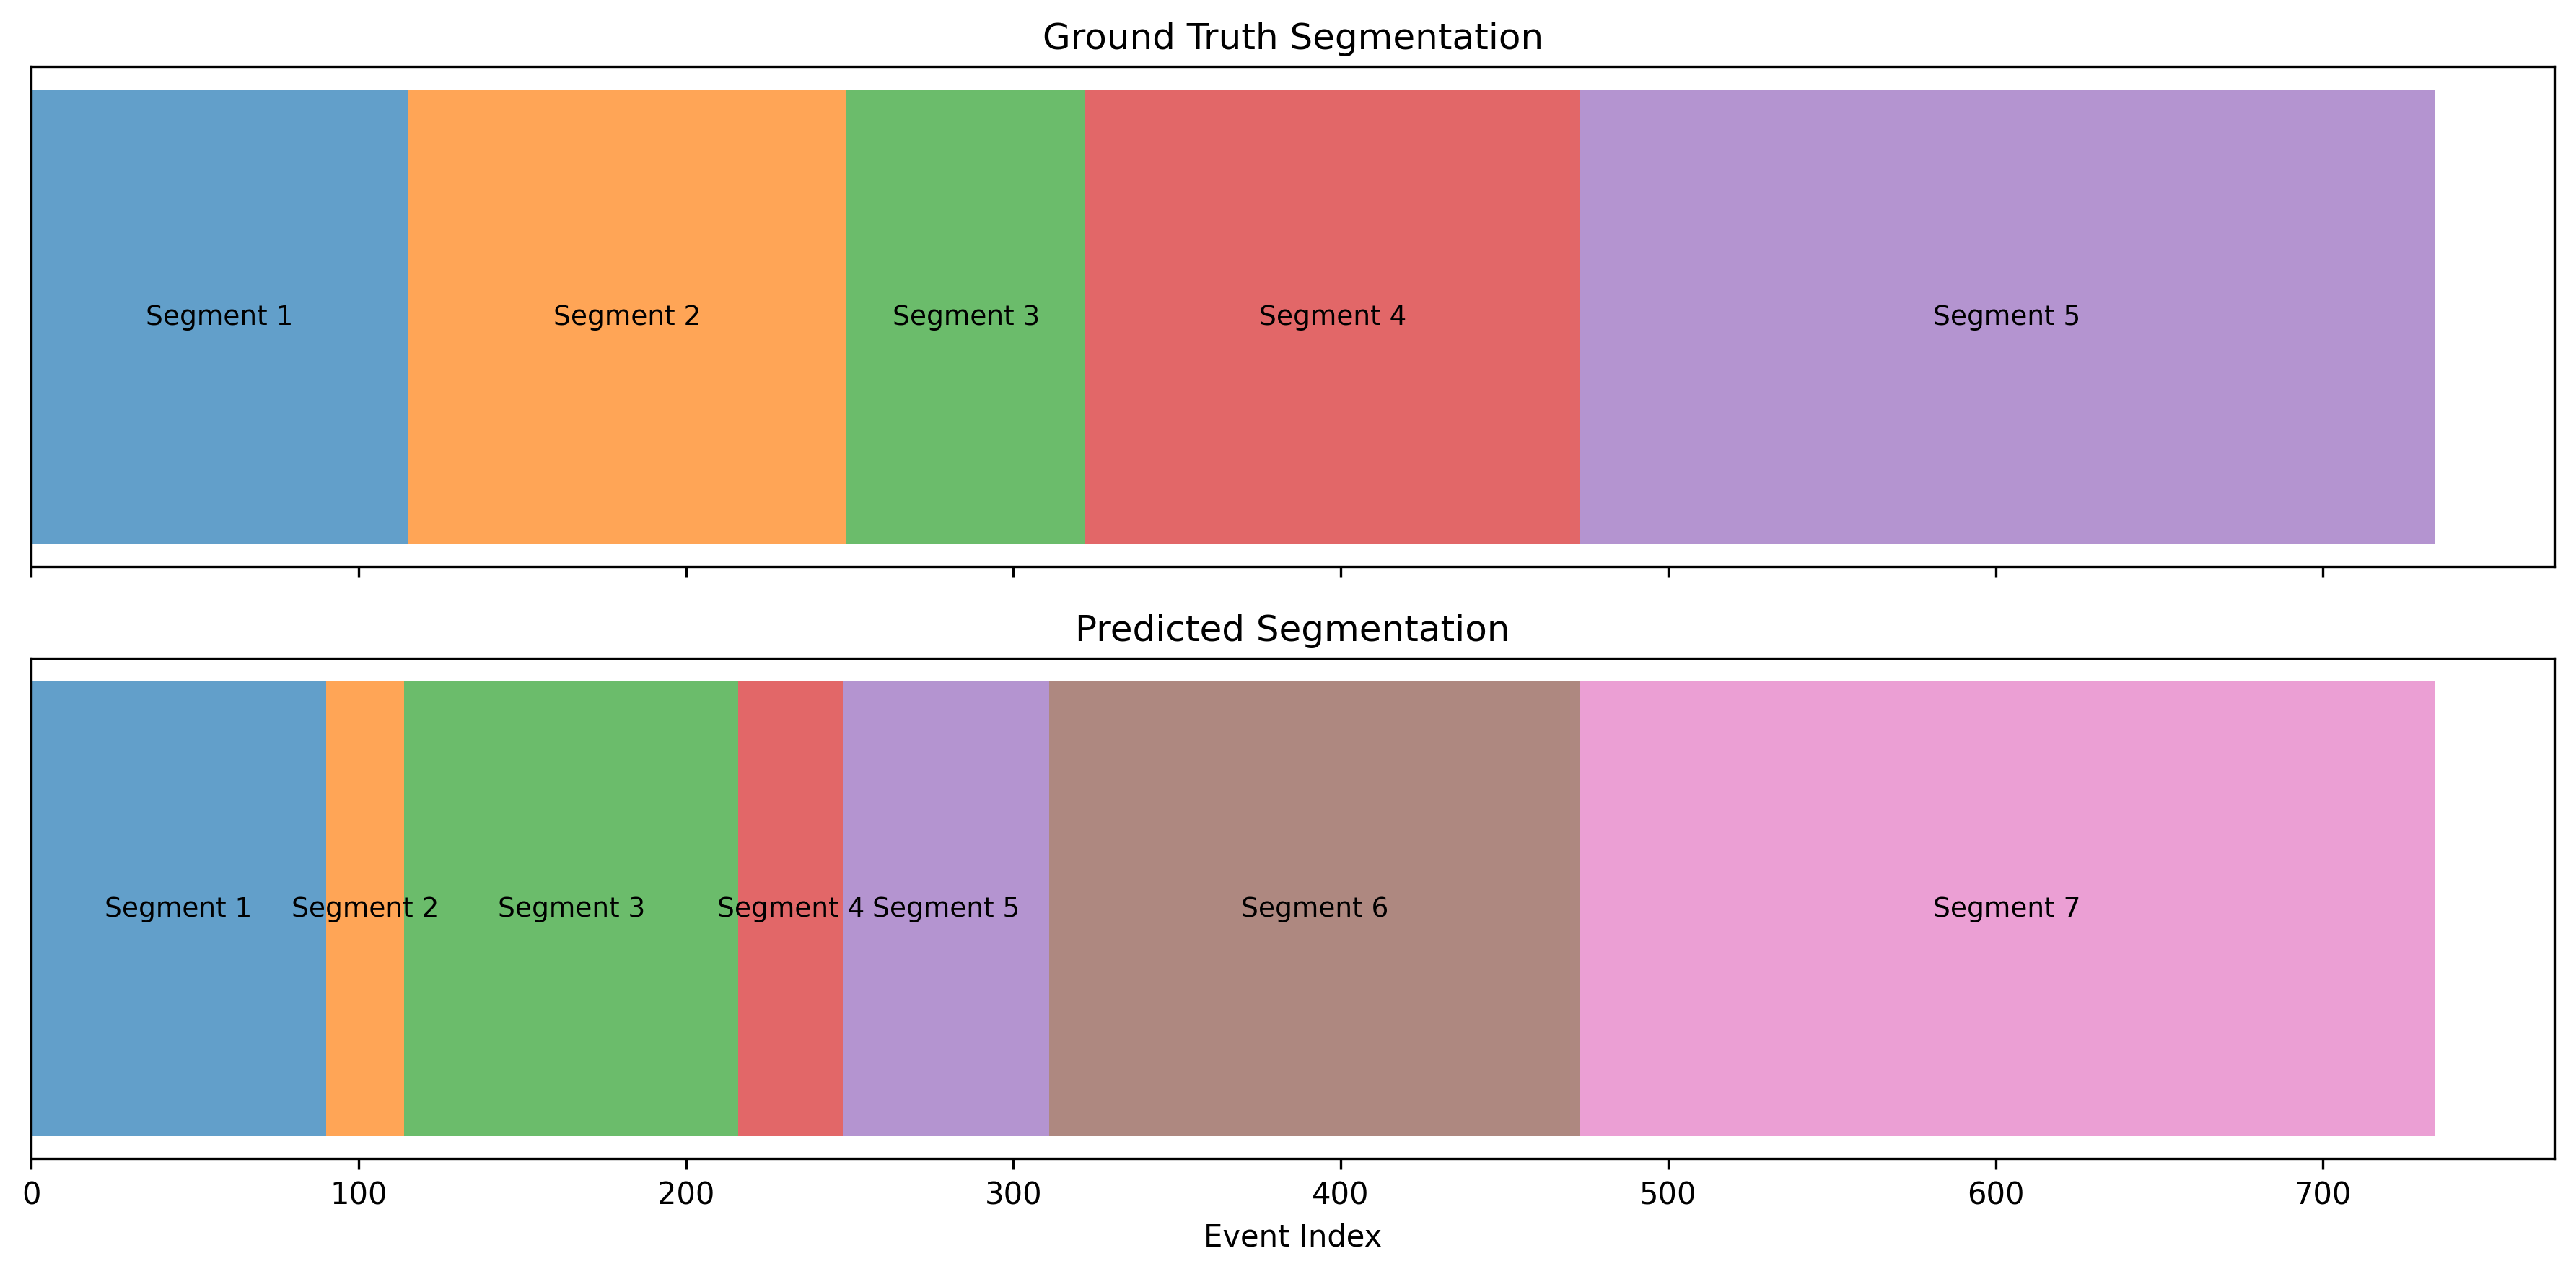 Ground Truth Segmentation
Segment 1 Segment 2 Segment 3 Segment 4 Segment 5
Predicted Segmentation
Segment 1 Segment 2 Segment 3 Segment 4 Segment 5 Segment 6 Segment 7
0 100 200 300 400 500 600 700
Event Index